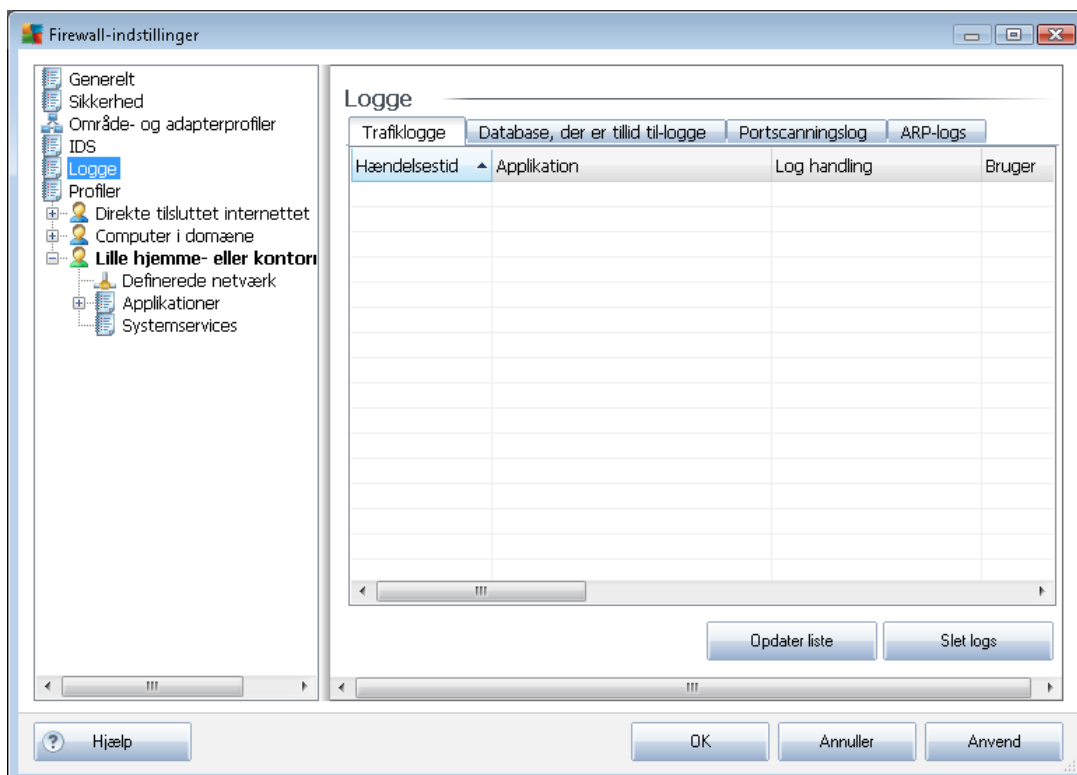 Firewall-indstillinger
Generelt
Sikkerhed
Område- og adapterprofiler
IDS
Logge
Profiler
Direkte tilsluttet internettet
Computer i domæne
Lille hjemme- eller kontorn
Definerede netværk
Applikationer
Systemservices
Logge
Trafiklogge Database, der er tillid til-logge Portscanningslog ARP-logs
Hændelsestid Applikation Log handling Bruger
Opdater liste Slet logs
Hjælp OK Annuller Anvend